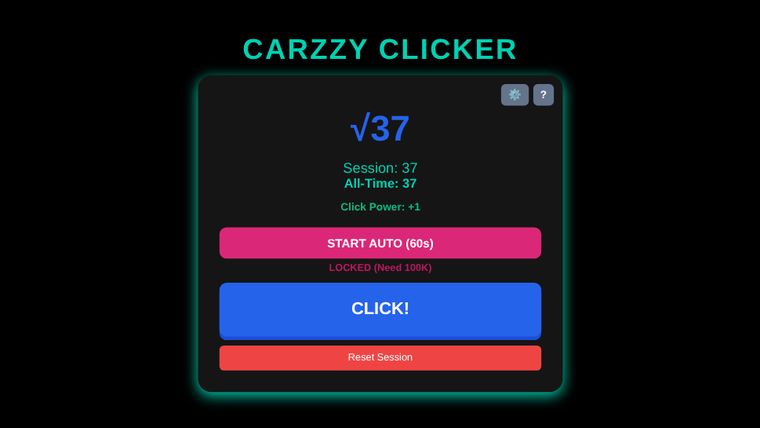 CARZZY CLICKER
⚙️ ?
√37
Session: 37
All-Time: 37
Click Power: +1
START AUTO (60s)
LOCKED (Need 100K)
CLICK!
Reset Session